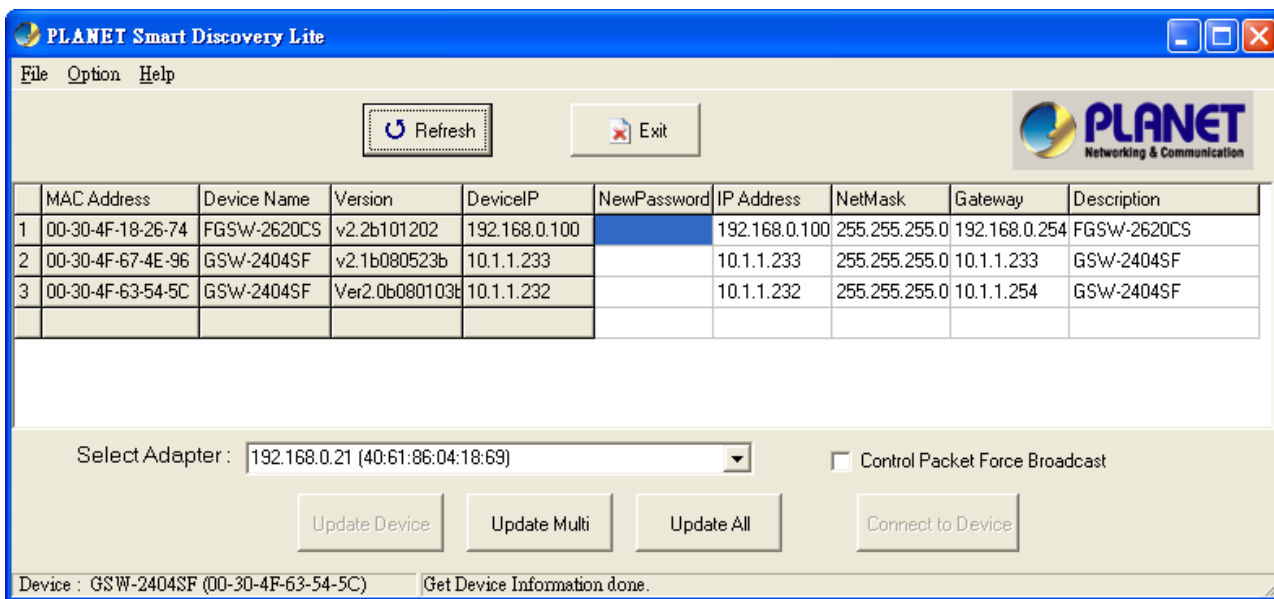 PLANET Smart Discovery Lite
File Option Help
Refresh Exit
PLANET
Networking & Communication
MAC Address Device Name Version DeviceIP NewPassword IP Address NetMask Gateway Description
1 00-30-4F-18-26-74 FGSW-2620CS v2.2b101202 192.168.0.100 192.168.0.100 255.255.255.0 192.168.0.254 FGSW-2620CS
2 00-30-4F-67-4E-96 GSW-2404SF v2.1b080523b 10.1.1.233 10.1.1.233 255.255.255.0 10.1.1.233 GSW-2404SF
3 00-30-4F-63-54-5C GSW-2404SF Ver2.0b080103b 10.1.1.232 10.1.1.232 255.255.255.0 10.1.1.254 GSW-2404SF
Select Adapter : 192.168.0.21 (40:61:86:04:18:69) Control Packet Force Broadcast
Update Device Update Multi Update All Connect to Device
Device : GSW-2404SF (00-30-4F-63-54-5C) Get Device Information done.